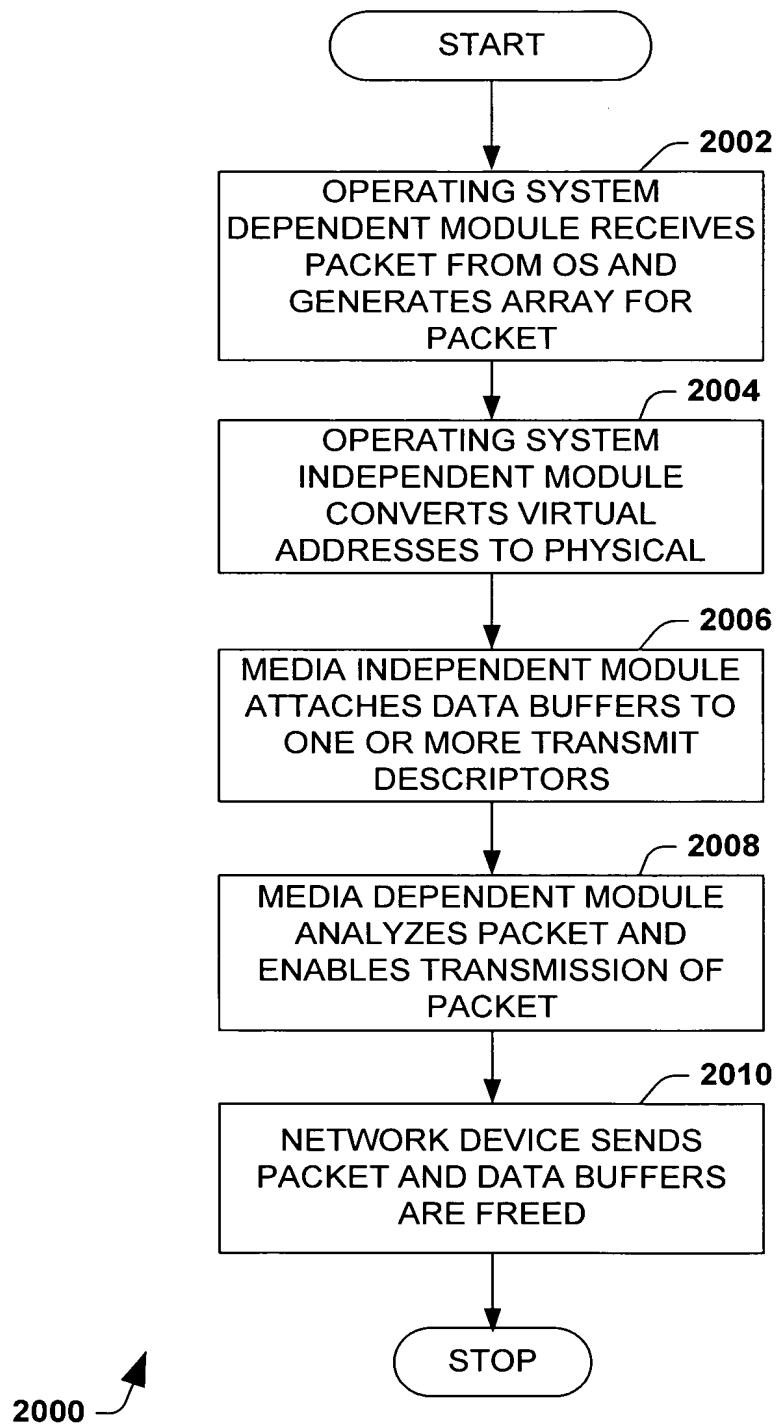 START
2002
OPERATING SYSTEM
DEPENDENT MODULE RECEIVES
PACKET FROM OS AND
GENERATES ARRAY FOR
PACKET
2004
OPERATING SYSTEM
INDEPENDENT MODULE
CONVERTS VIRTUAL
ADDRESSES TO PHYSICAL
2006
MEDIA INDEPENDENT MODULE
ATTACHES DATA BUFFERS TO
ONE OR MORE TRANSMIT
DESCRIPTORS
2008
MEDIA DEPENDENT MODULE
ANALYZES PACKET AND
ENABLES TRANSMISSION OF
PACKET
2010
NETWORK DEVICE SENDS
PACKET AND DATA BUFFERS
ARE FREED
STOP
2000